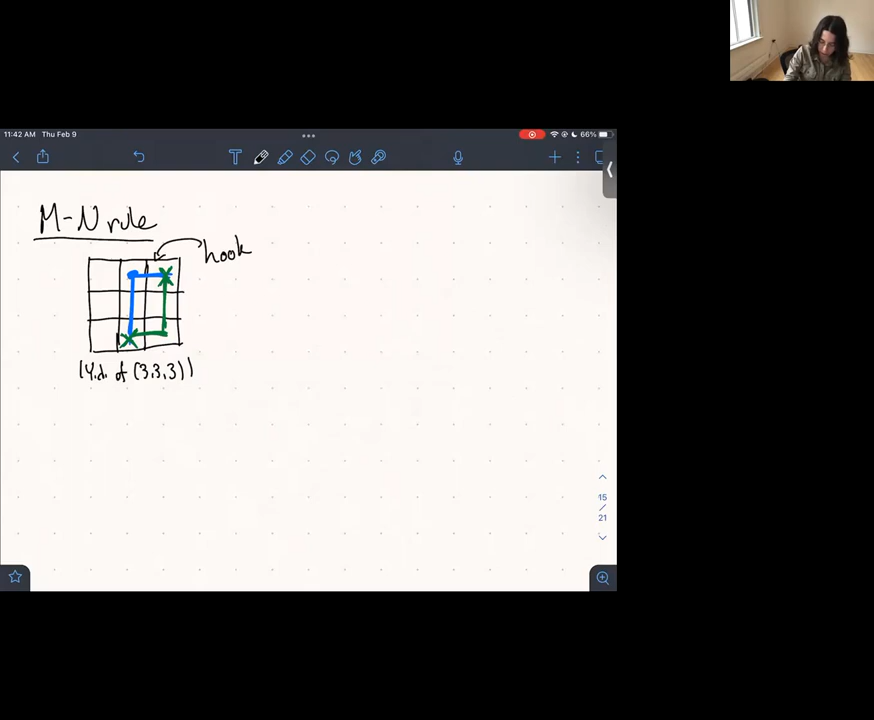 11:42 AM Thu Feb 9
66%
M-N rule
hook
(Y.d. of (3,3,3))
15
/
21